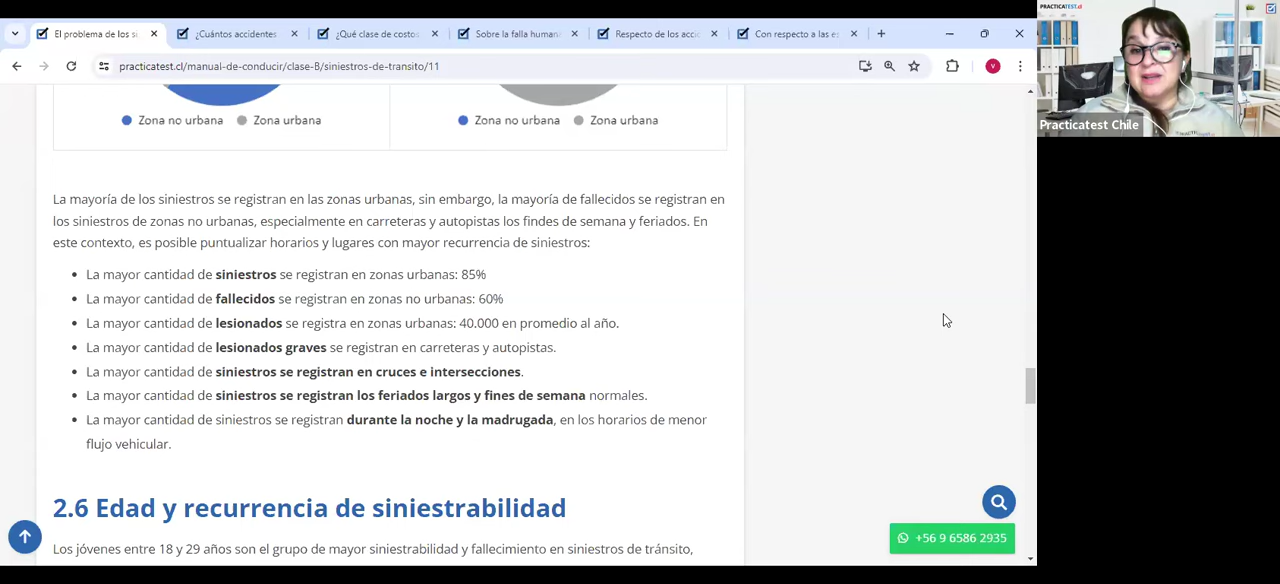 El problema de los si
¿Cuántos accidentes
¿Qué clase de costos
Sobre la falla human
Respecto de los acci
Con respecto a las e
practicatest.cl/manual-de-conducir/clase-B/siniestros-de-transito/11
V
PRACTICATEST.cl
Practicatest Chile
Zona no urbana Zona urbana
Zona no urbana Zona urbana
La mayoría de los siniestros se registran en las zonas urbanas, sin embargo, la mayoría de fallecidos se registran en
los siniestros de zonas no urbanas, especialmente en carreteras y autopistas los findes de semana y feriados. En
este contexto, es posible puntualizar horarios y lugares con mayor recurrencia de siniestros:
• La mayor cantidad de siniestros se registran en zonas urbanas: 85%
• La mayor cantidad de fallecidos se registran en zonas no urbanas: 60%
• La mayor cantidad de lesionados se registra en zonas urbanas: 40.000 en promedio al año.
• La mayor cantidad de lesionados graves se registran en carreteras y autopistas.
• La mayor cantidad de siniestros se registran en cruces e intersecciones.
• La mayor cantidad de siniestros se registran los feriados largos y fines de semana normales.
• La mayor cantidad de siniestros se registran durante la noche y la madrugada, en los horarios de menor
flujo vehicular.
2.6 Edad y recurrencia de siniestrabilidad
Los jóvenes entre 18 y 29 años son el grupo de mayor siniestrabilidad y fallecimiento en siniestros de tránsito,
+56 9 6586 2935